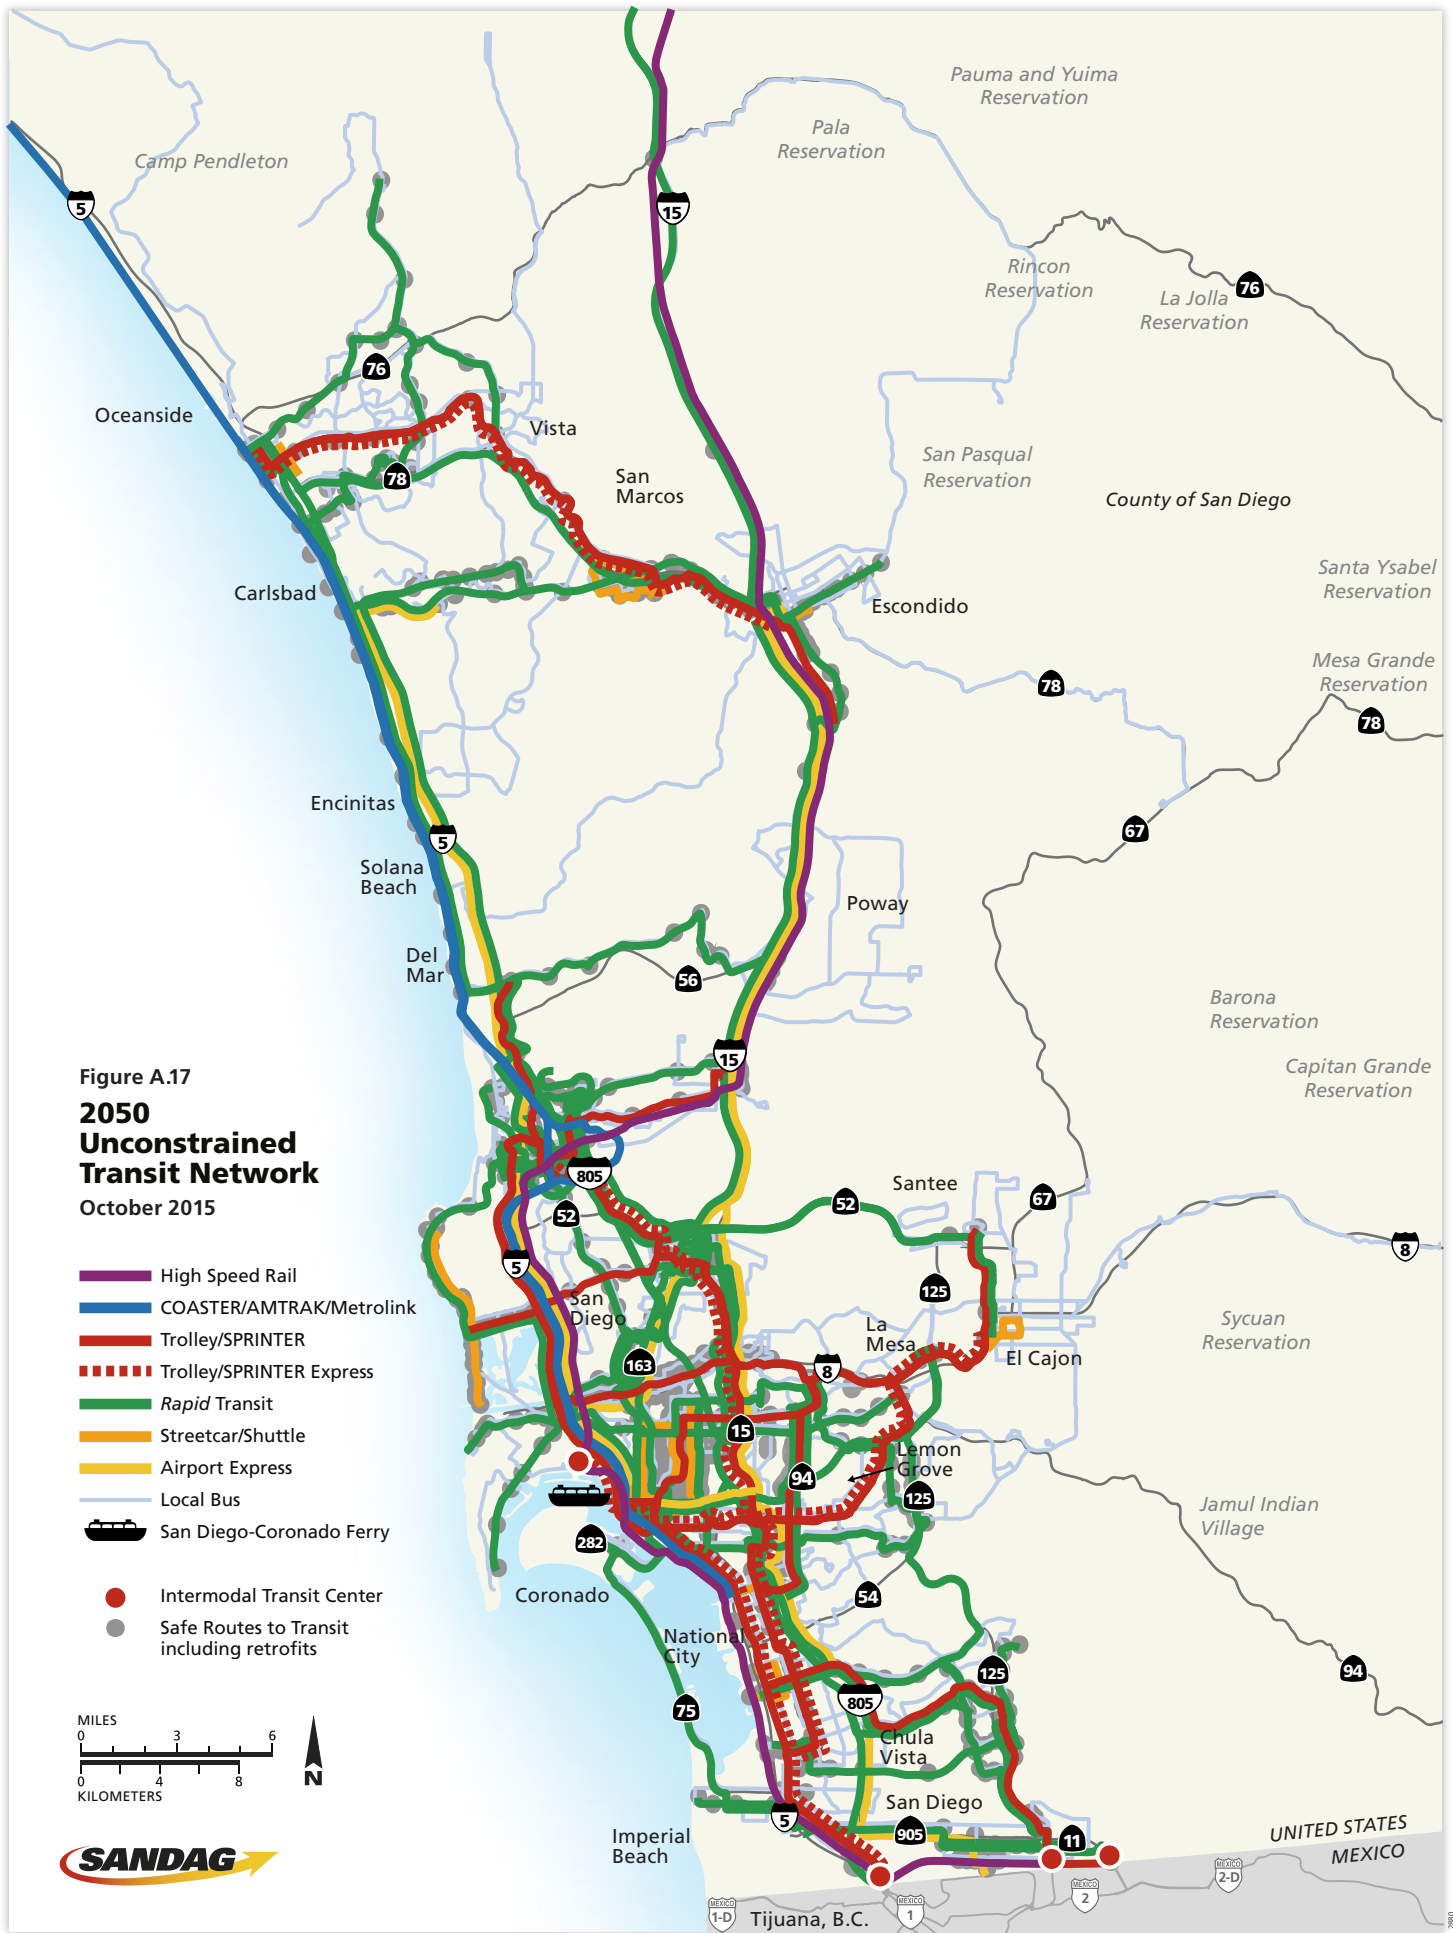 Pauma and Yuima
Reservation
Pala
Reservation
Camp Pendleton
5
15
Rincon
Reservation
La Jolla
Reservation
76
76
Oceanside
Vista
78
San
Marcos
San Pasqual
Reservation
County of San Diego
Santa Ysabel
Reservation
Carlsbad
Escondido
Mesa Grande
Reservation
78
78
Encinitas
5
67
Solana
Beach
Poway
Del
Mar
56
Barona
Reservation
15
Capitan Grande
Reservation
Figure A.17
2050
Unconstrained
Transit Network
October 2015
805
Santee
52
67
52
5
8
125
San
Diego
La
Mesa
Sycuan
Reservation
163
8
El Cajon
High Speed Rail
COASTER/AMTRAK/Metrolink
Trolley/SPRINTER
Trolley/SPRINTER Express
Rapid Transit
Streetcar/Shuttle
Airport Express
Local Bus
San Diego-Coronado Ferry
Intermodal Transit Center
Safe Routes to Transit
including retrofits
15
Lemon
Grove
94
125
Jamul Indian
Village
282
Coronado
54
National
City
125
94
75
805
Chula
Vista
MILES
0 3 6
0 4 8
KILOMETERS
N
San Diego
5
905
11
Imperial
Beach
UNITED STATES
MEXICO
SANDAG
MEXICO
2-D
MEXICO
2
MEXICO
1-D
Tijuana, B.C.
MEXICO
1